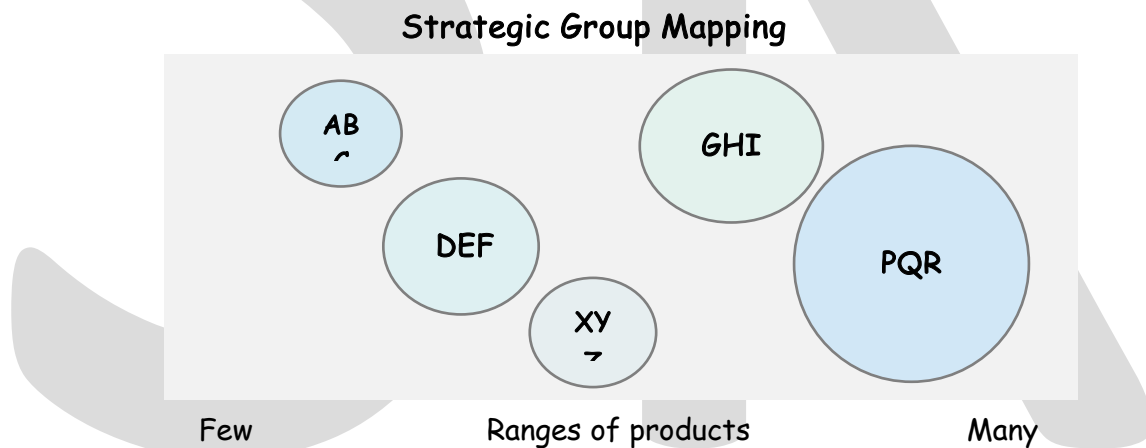 Strategic Group Mapping
AB
GHI
DEF
PQR
XY
Few Ranges of products Many